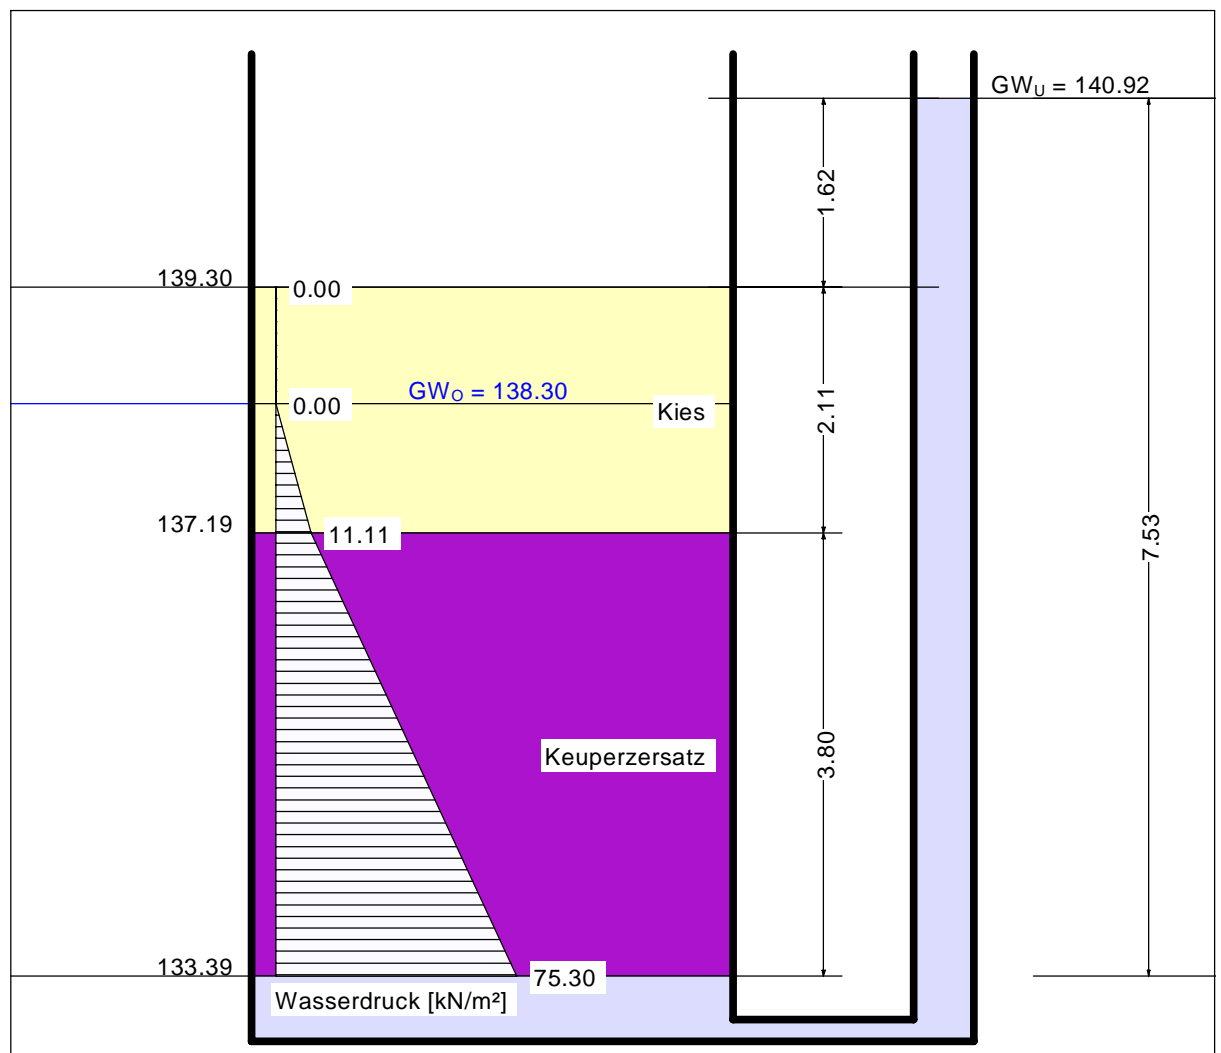 GWU = 140.92
1.62
139.30
0.00
GWO = 138.30
0.00
Kies
2.11
137.19
11.11
7.53
Keuperzersatz
3.80
133.39
75.30
Wasserdruck [kN/m²]